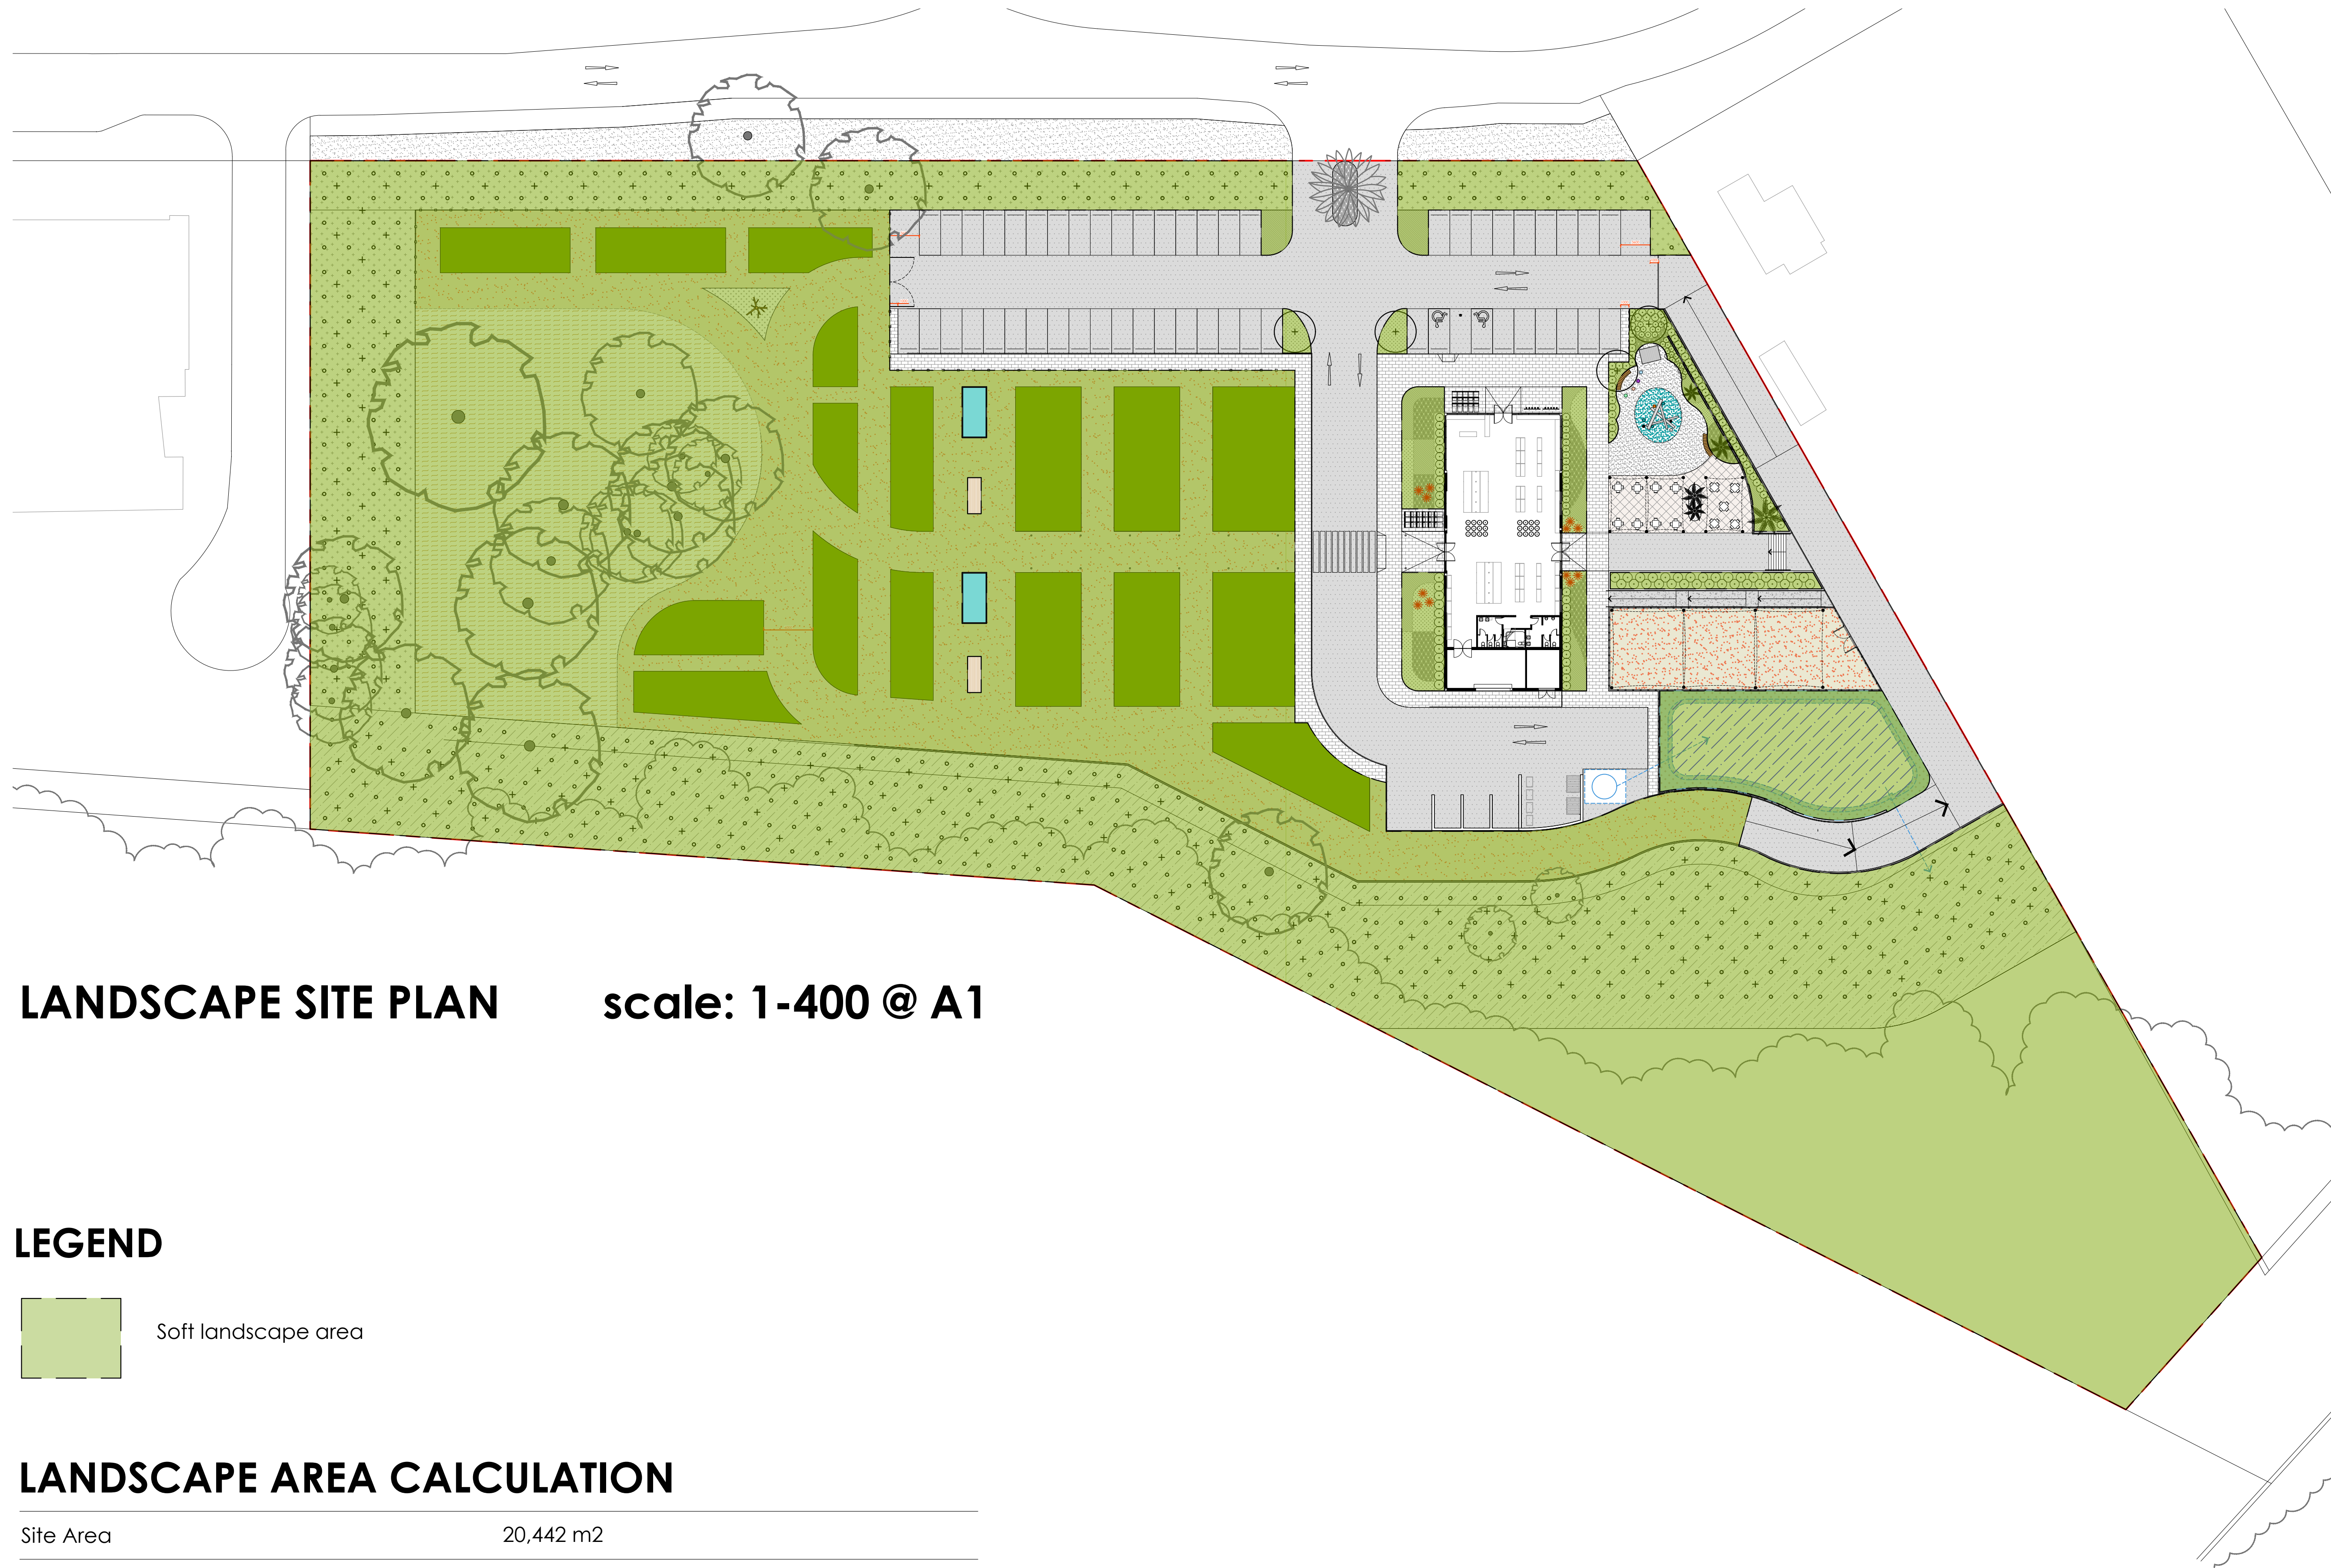 LANDSCAPE SITE PLAN scale: 1-400 @ A1
LEGEND
Soft landscape area
LANDSCAPE AREA CALCULATION
Site Area 20,442 m2